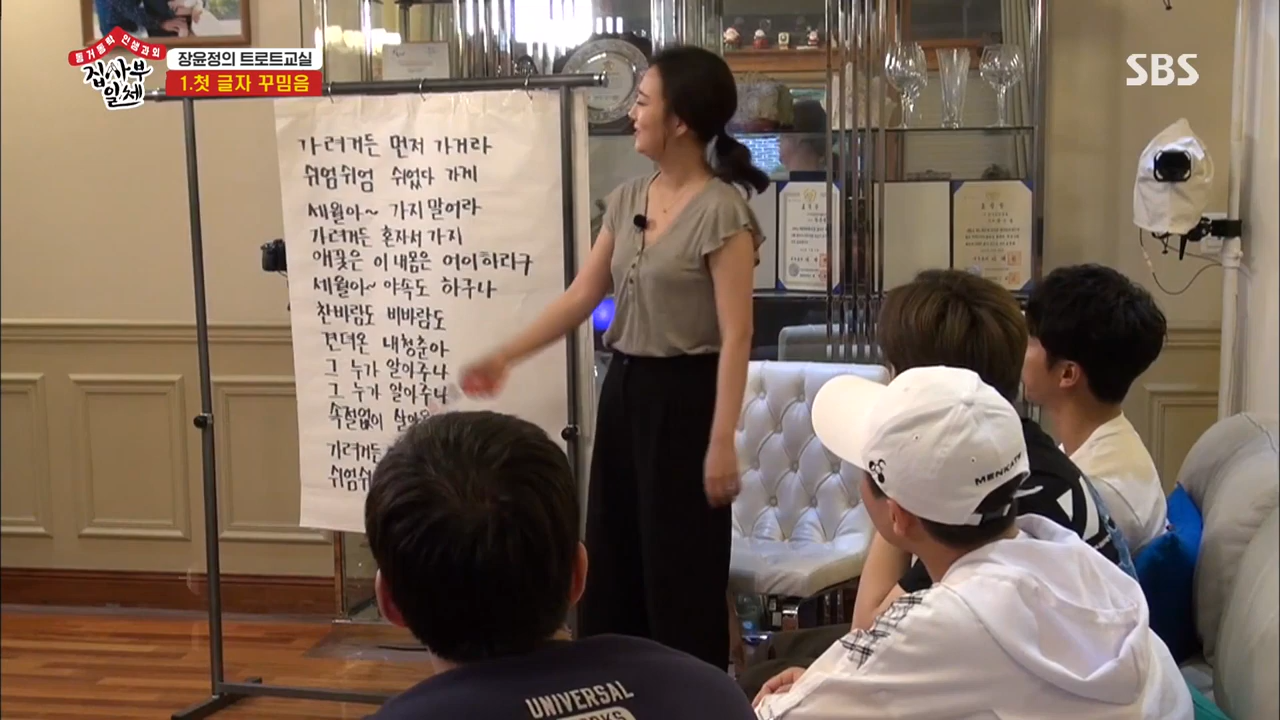 동거동락 인생과외
집사부일체
장윤정의 트로트교실
1.첫 글자 꾸밈음
SBS
가려거든 먼저 가거라
쉬엄쉬엄 쉬었다 가게
세월아~ 가지말어라
가려거든 혼자서 가지
애꿎은 이내몸은 어이하라구
세월아~ 야속도 하구나
찬바람도 비바람도
견뎌온 내청춘아
그 누가 알아주나
그 누가 알아주나
속절없이
가려거든
쉬엄쉬
MENKATE
UNIVERSAL